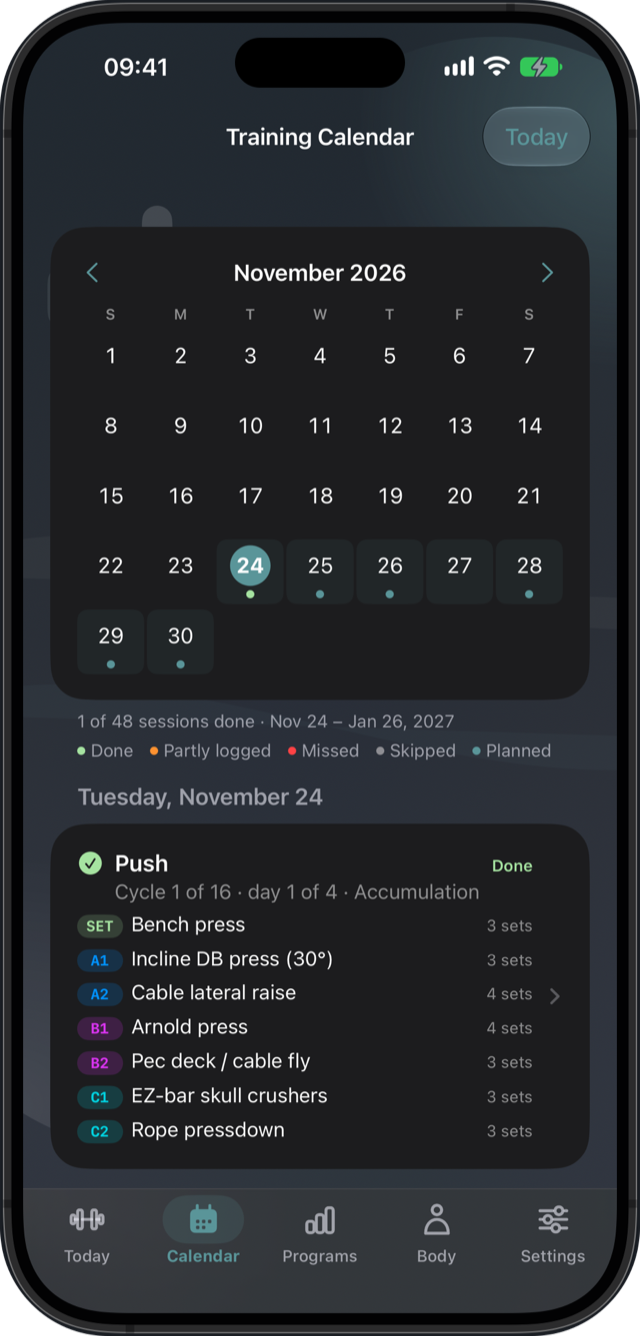 09:41
Training Calendar
Today
November 2026
S M T W T F S
1 2 3 4 5 6 7
8 9 10 11 12 13 14
15 16 17 18 19 20 21
22 23 24 25 26 27 28
29 30
1 of 48 sessions done · Nov 24 – Jan 26, 2027
Done Partly logged Missed Skipped Planned
Tuesday, November 24
Push Done
Cycle 1 of 16 · day 1 of 4 · Accumulation
SET Bench press 3 sets
A1 Incline DB press (30°) 3 sets
A2 Cable lateral raise 4 sets
B1 Arnold press 4 sets
B2 Pec deck / cable fly 3 sets
C1 EZ-bar skull crushers 3 sets
C2 Rope pressdown 3 sets
Today Calendar Programs Body Settings